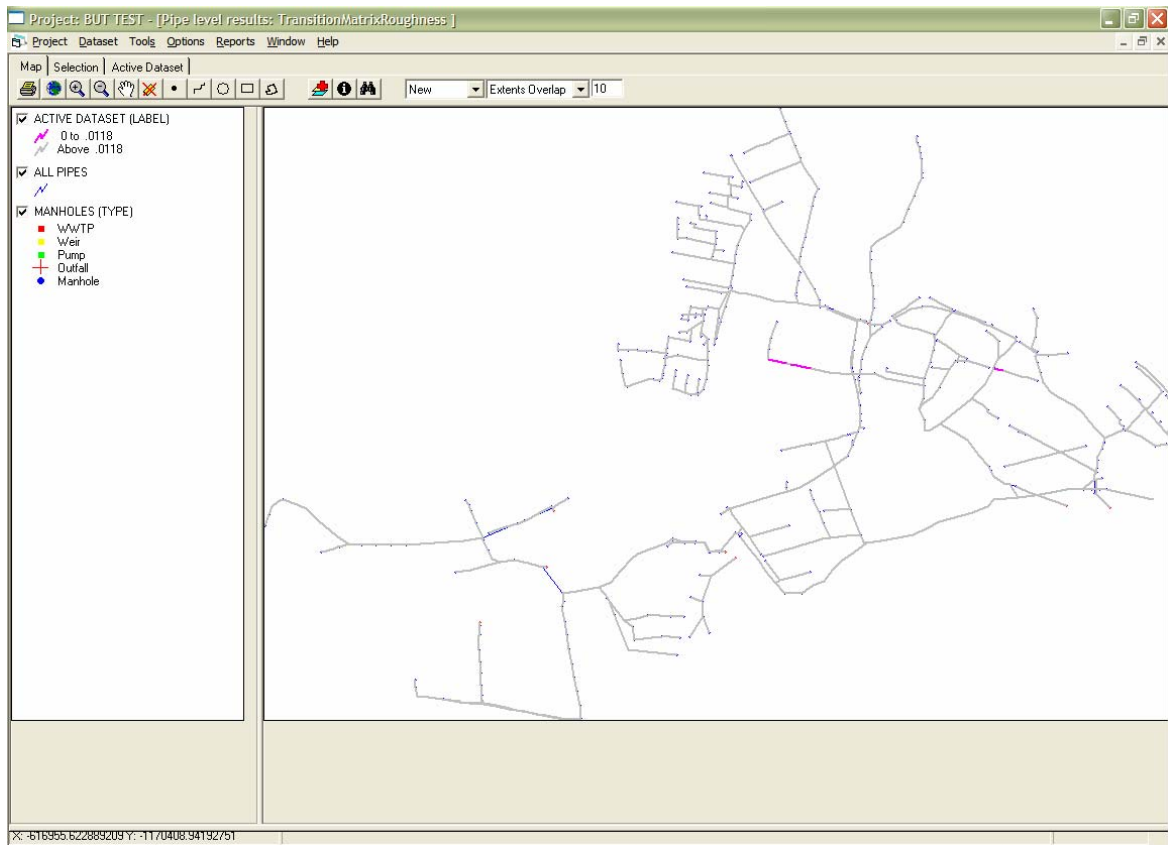 Project: BUT TEST - [Pipe level results: TransitionMatrixRoughness ]
Project Dataset Tools Options Reports Window Help
Map Selection Active Dataset
New Extents Overlap 10
ACTIVE DATASET (LABEL)
0 to .0118
Above .0118
ALL PIPES
MANHOLES (TYPE)
WWTP
Weir
Pump
Outfall
Manhole
X: -616955.622889209 Y: -1170408.94192751